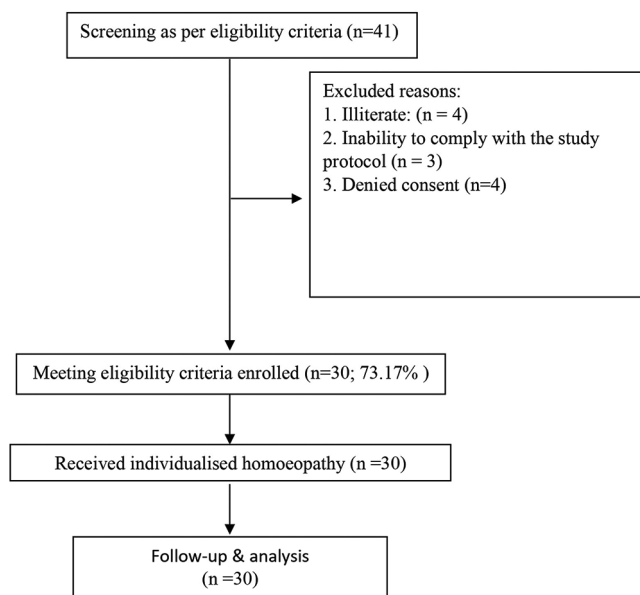 Screening as per eligibility criteria (n=41)
Excluded reasons:
1. Illiterate: (n = 4)
2. Inability to comply with the study
protocol (n = 3)
3. Denied consent (n=4)
Meeting eligibility criteria enrolled (n=30; 73.17% )
Received individualised homoeopathy (n =30)
Follow-up & analysis
(n =30)